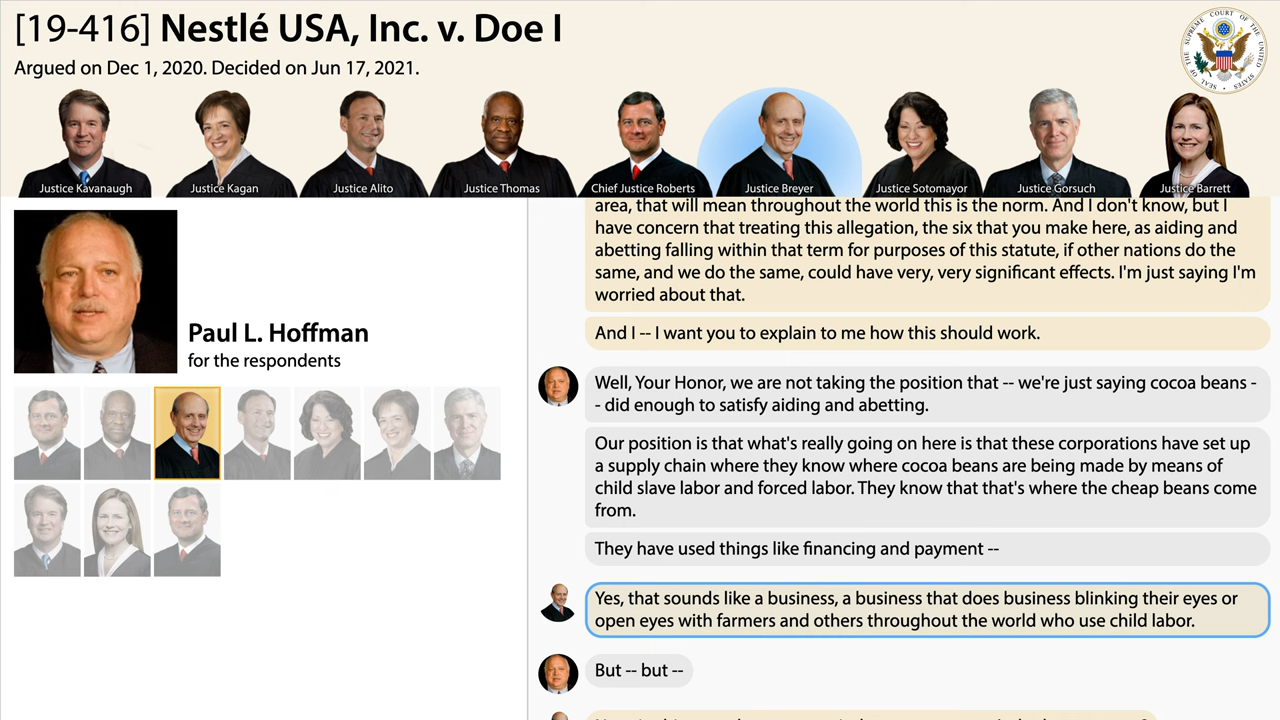 [19-416] Nestlé USA, Inc. v. Doe I
Argued on Dec 1, 2020. Decided on Jun 17, 2021.
SUPREME COURT OF THE UNITED STATES
SEAL OF THE
Justice Kavanaugh
Justice Kagan
Justice Alito
Justice Thomas
Chief Justice Roberts
Justice Breyer
Justice Sotomayor
Justice Gorsuch
Justice Barrett
Paul L. Hoffman
for the respondents
area, that will mean throughout the world this is the norm. And I don't know, but I
have concern that treating this allegation, the six that you make here, as aiding and
abetting falling within that term for purposes of this statute, if other nations do the
same, and we do the same, could have very, very significant effects. I'm just saying I'm
worried about that.
And I -- I want you to explain to me how this should work.
Well, Your Honor, we are not taking the position that -- we're just saying cocoa beans -
- did enough to satisfy aiding and abetting.
Our position is that what's really going on here is that these corporations have set up
a supply chain where they know where cocoa beans are being made by means of
child slave labor and forced labor. They know that that's where the cheap beans come
from.
They have used things like financing and payment --
Yes, that sounds like a business, a business that does business blinking their eyes or
open eyes with farmers and others throughout the world who use child labor.
But -- but --